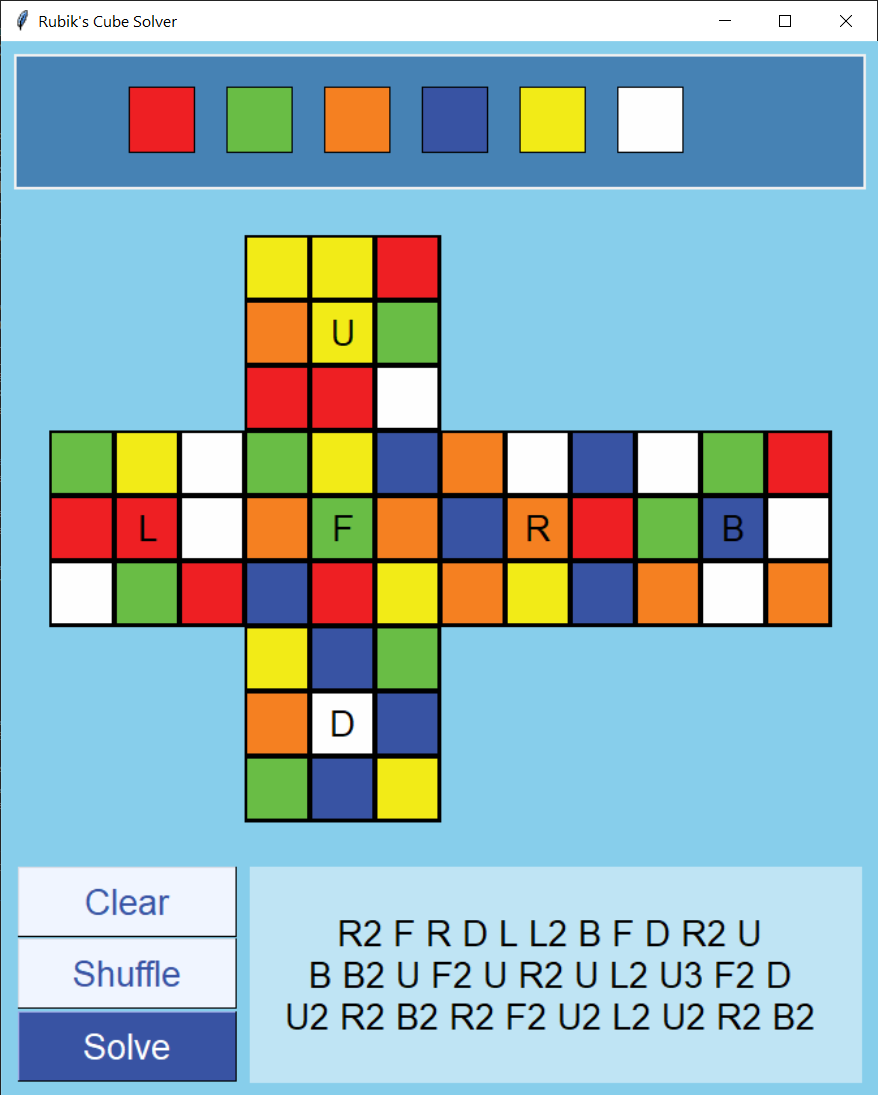 Rubik's Cube Solver
U
L F R B
D
Clear
Shuffle
Solve
R2 F R D L L2 B F D R2 U
B B2 U F2 U R2 U L2 U3 F2 D
U2 R2 B2 R2 F2 U2 L2 U2 R2 B2